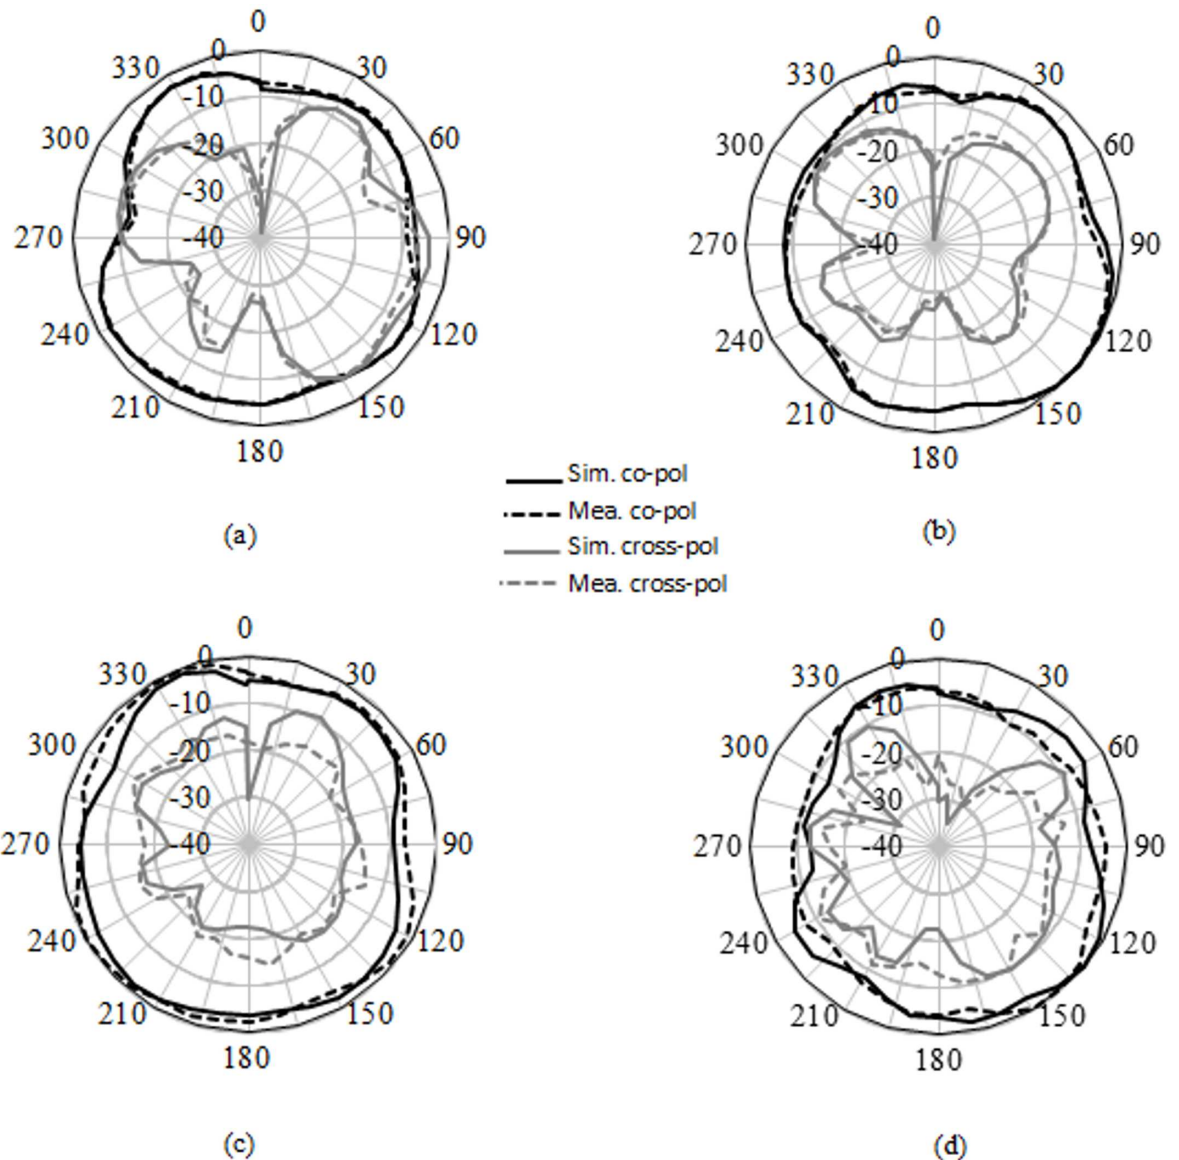 0 0
0 0
330 30 330 30
-10 10
300 -20 60 300 -20 60
-30 -30
270 -40 90 270 -40 90
240 120 240 120
210 150 210 150
180 180
Sim. co-pol
(a) Mea. co-pol (b)
Sim. cross-pol
Mea. cross-pol
0 0
0 0
330 30 330 30
-10 -10
300 -20 60 300 -20 60
-30 -30
270 -40 90 270 -40 90
240 120 240 120
210 150 210 150
180 180
(c) (d)